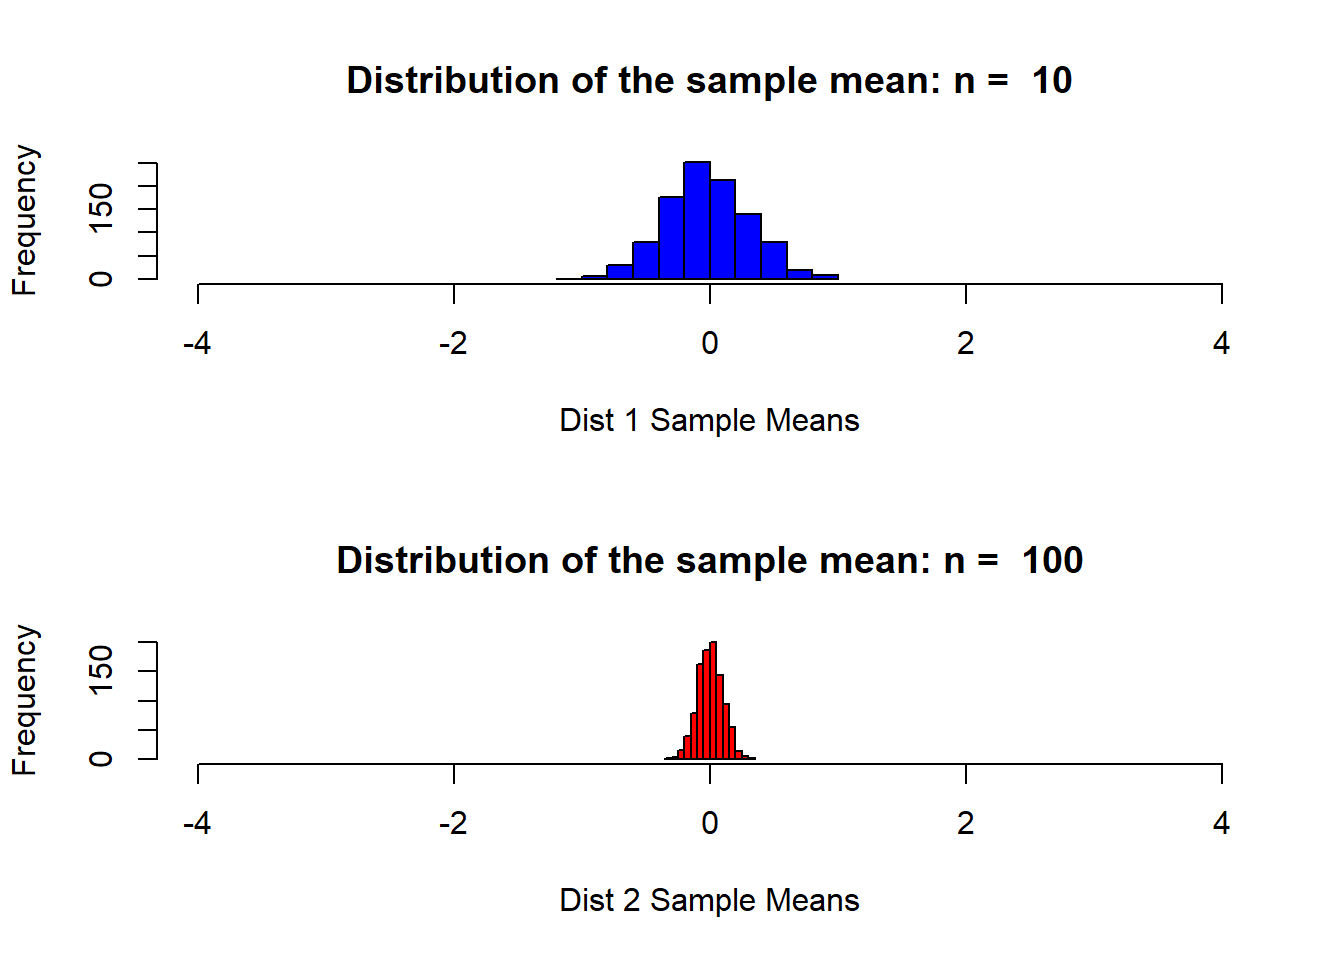 Distribution of the sample mean: n =  10
Frequency
150
0
-4 -2 0 2 4
Dist 1 Sample Means
Distribution of the sample mean: n =  100
Frequency
150
0
-4 -2 0 2 4
Dist 2 Sample Means